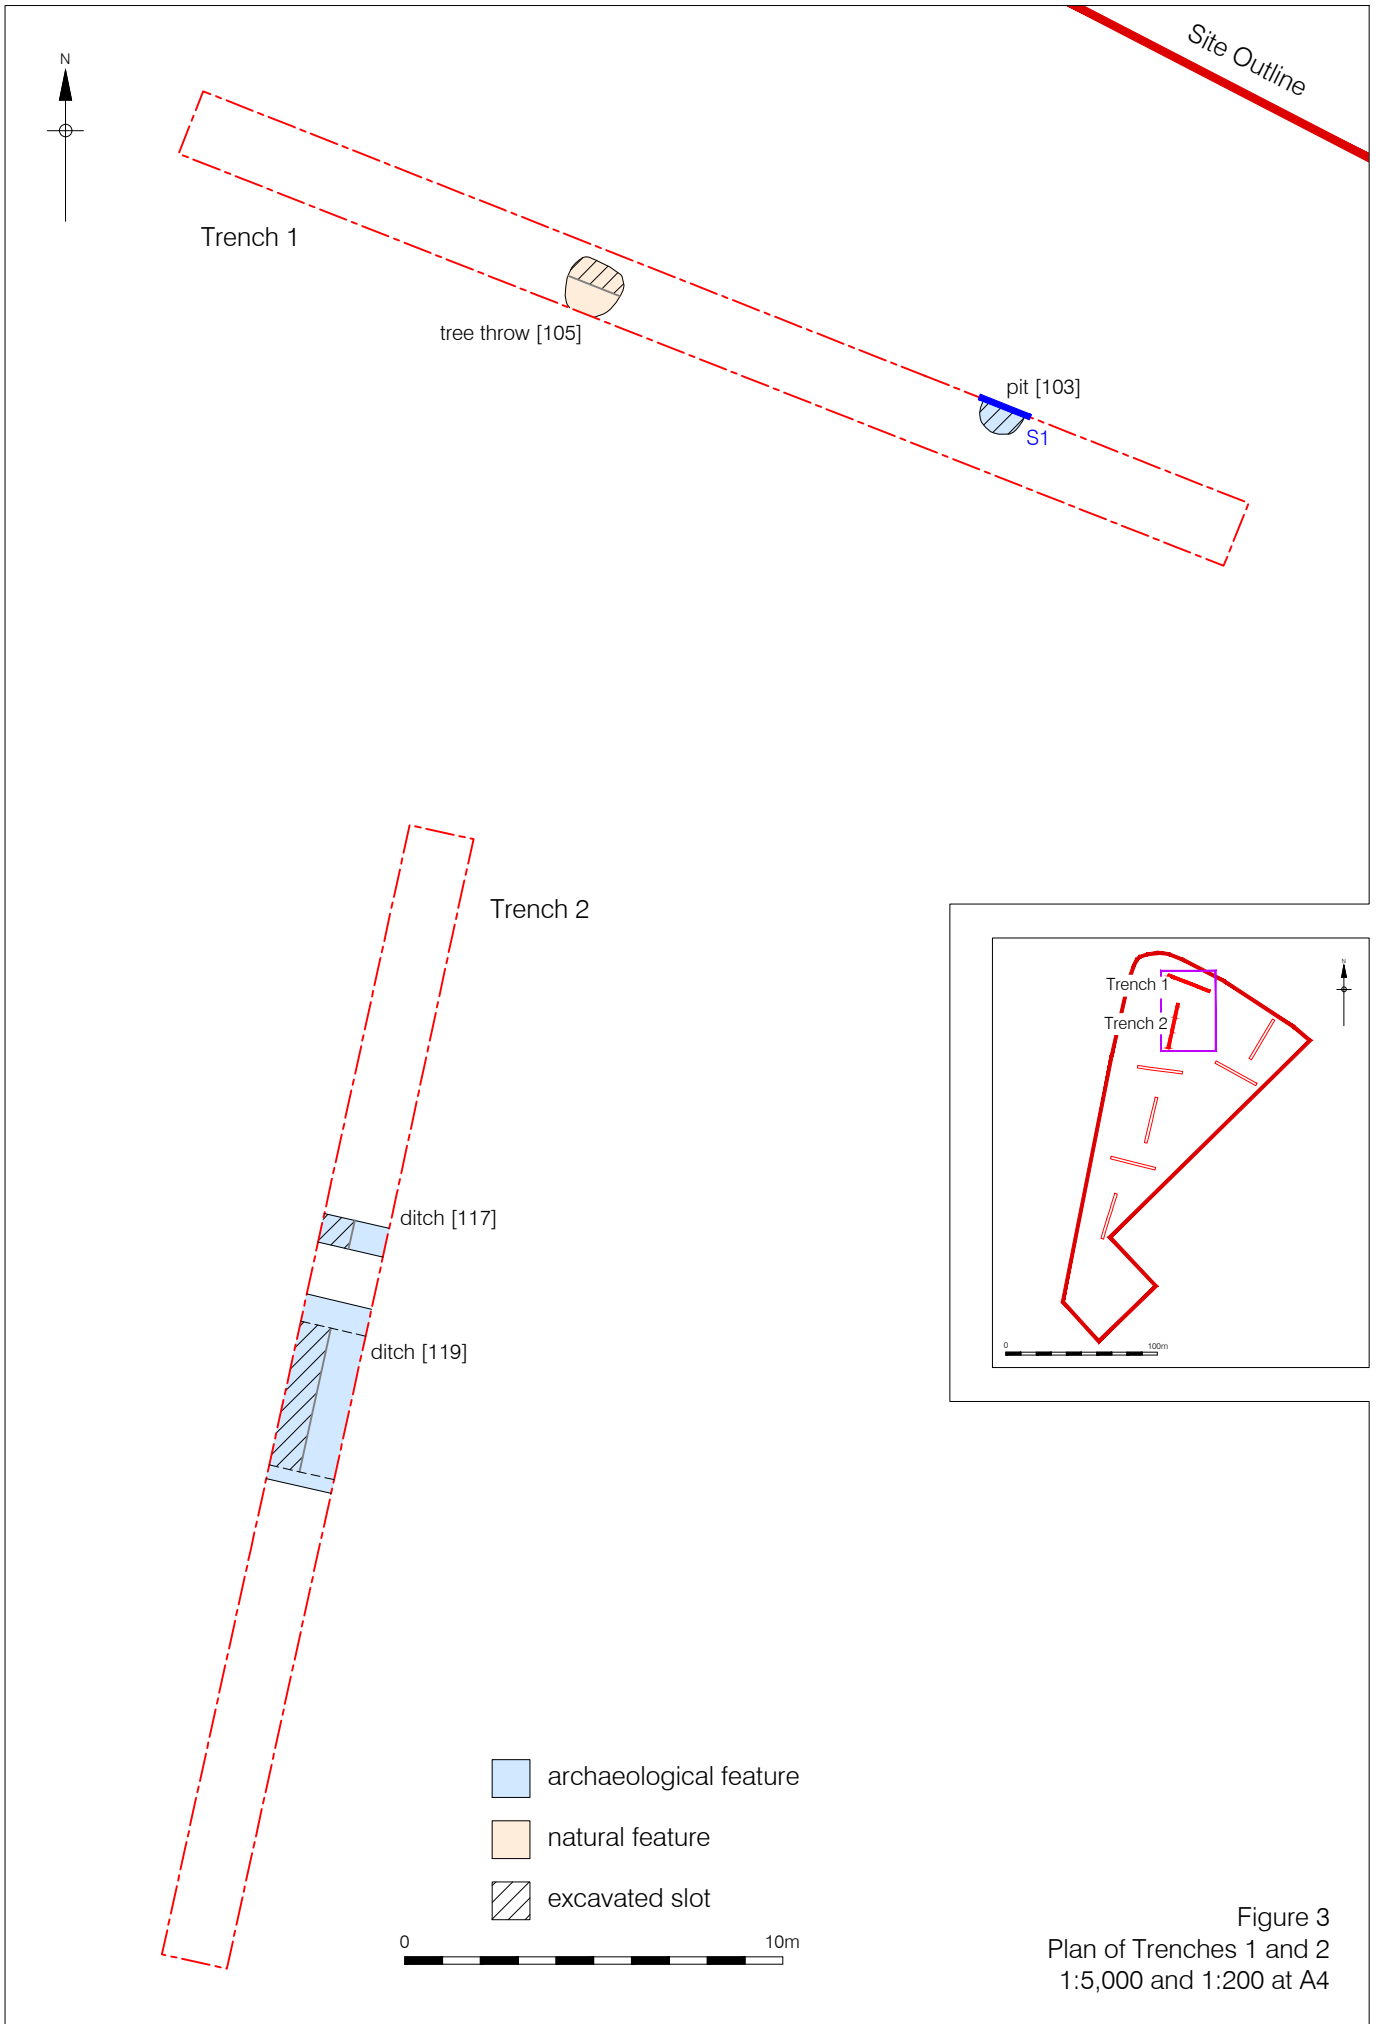 Site Outline
N
Trench 1
tree throw [105]
pit [103]
S1
Trench 2
N
Trench 1
Trench 2
ditch [117]
ditch [119]
0
100m
archaeological feature
natural feature
excavated slot
0
10m
Figure 3
Plan of Trenches 1 and 2
1:5,000 and 1:200 at A4